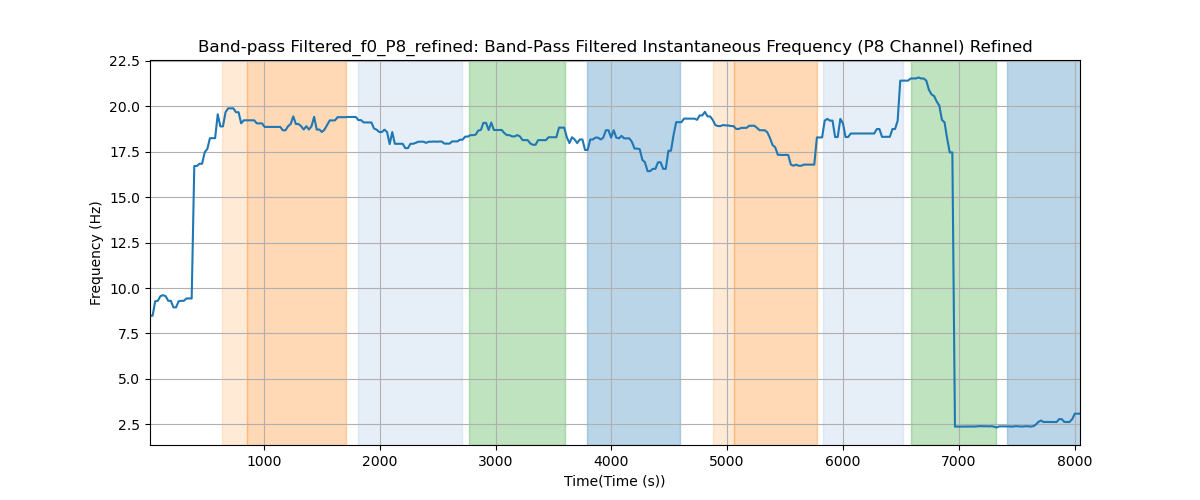 Band-pass Filtered_f0_P8_refined: Band-Pass Filtered Instantaneous Frequency (P8 Channel) Refined
22.5
20.0
17.5
15.0
12.5
10.0
7.5
5.0
2.5
Frequency (Hz)
1000 2000 3000 4000 5000 6000 7000 8000
Time(Time (s))